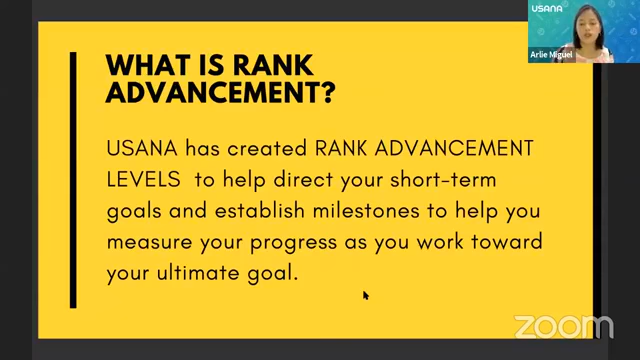 USANA
Arlie Miguel
WHAT IS RANK
ADVANCEMENT?
USANA has created RANK ADVANCEMENT
LEVELS to help direct your short-term
goals and establish milestones to help you
measure your progress as you work toward
your ultimate goal.
zoom